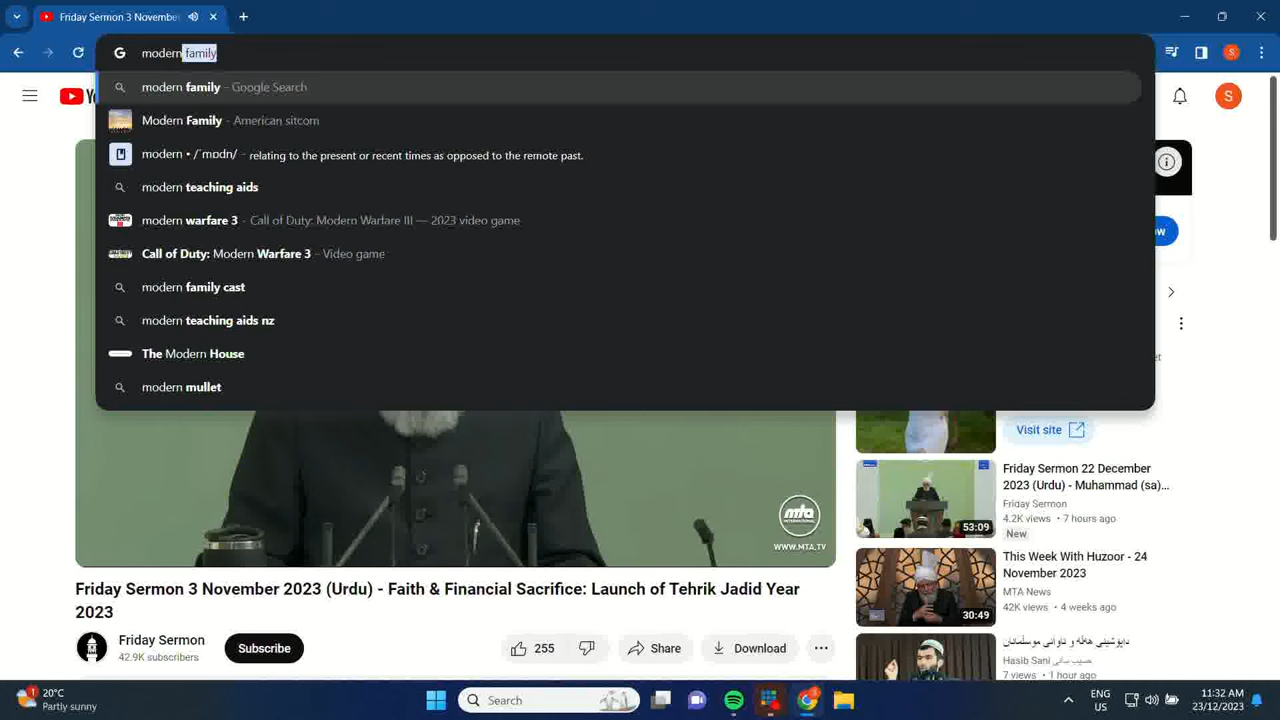 Friday Sermon 3 November
modern family
modern family - Google Search
Modern Family - American sitcom
modern • /ˈmɒdn/ - relating to the present or recent times as opposed to the remote past.
modern teaching aids
modern warfare 3 - Call of Duty: Modern Warfare III — 2023 video game
Call of Duty: Modern Warfare 3 - Video game
modern family cast
modern teaching aids nz
The Modern House
modern mullet
S
Visit site
mta
INTERNATIONAL
WWW.MTA.TV
Friday Sermon 22 December
2023 (Urdu) - Muhammad (sa)...
Friday Sermon
4.2K views • 7 hours ago
New
53:09
This Week With Huzoor - 24
November 2023
MTA News
42K views • 4 weeks ago
30:49
Hasib Sani حسیب سانی
7 views • 1 hour ago
Friday Sermon 3 November 2023 (Urdu) - Faith & Financial Sacrifice: Launch of Tehrik Jadid Year
2023
Friday Sermon
42.9K subscribers
Subscribe
255
Share
Download
1
20°C
Partly sunny
Search
ENG
US
11:32 AM
23/12/2023